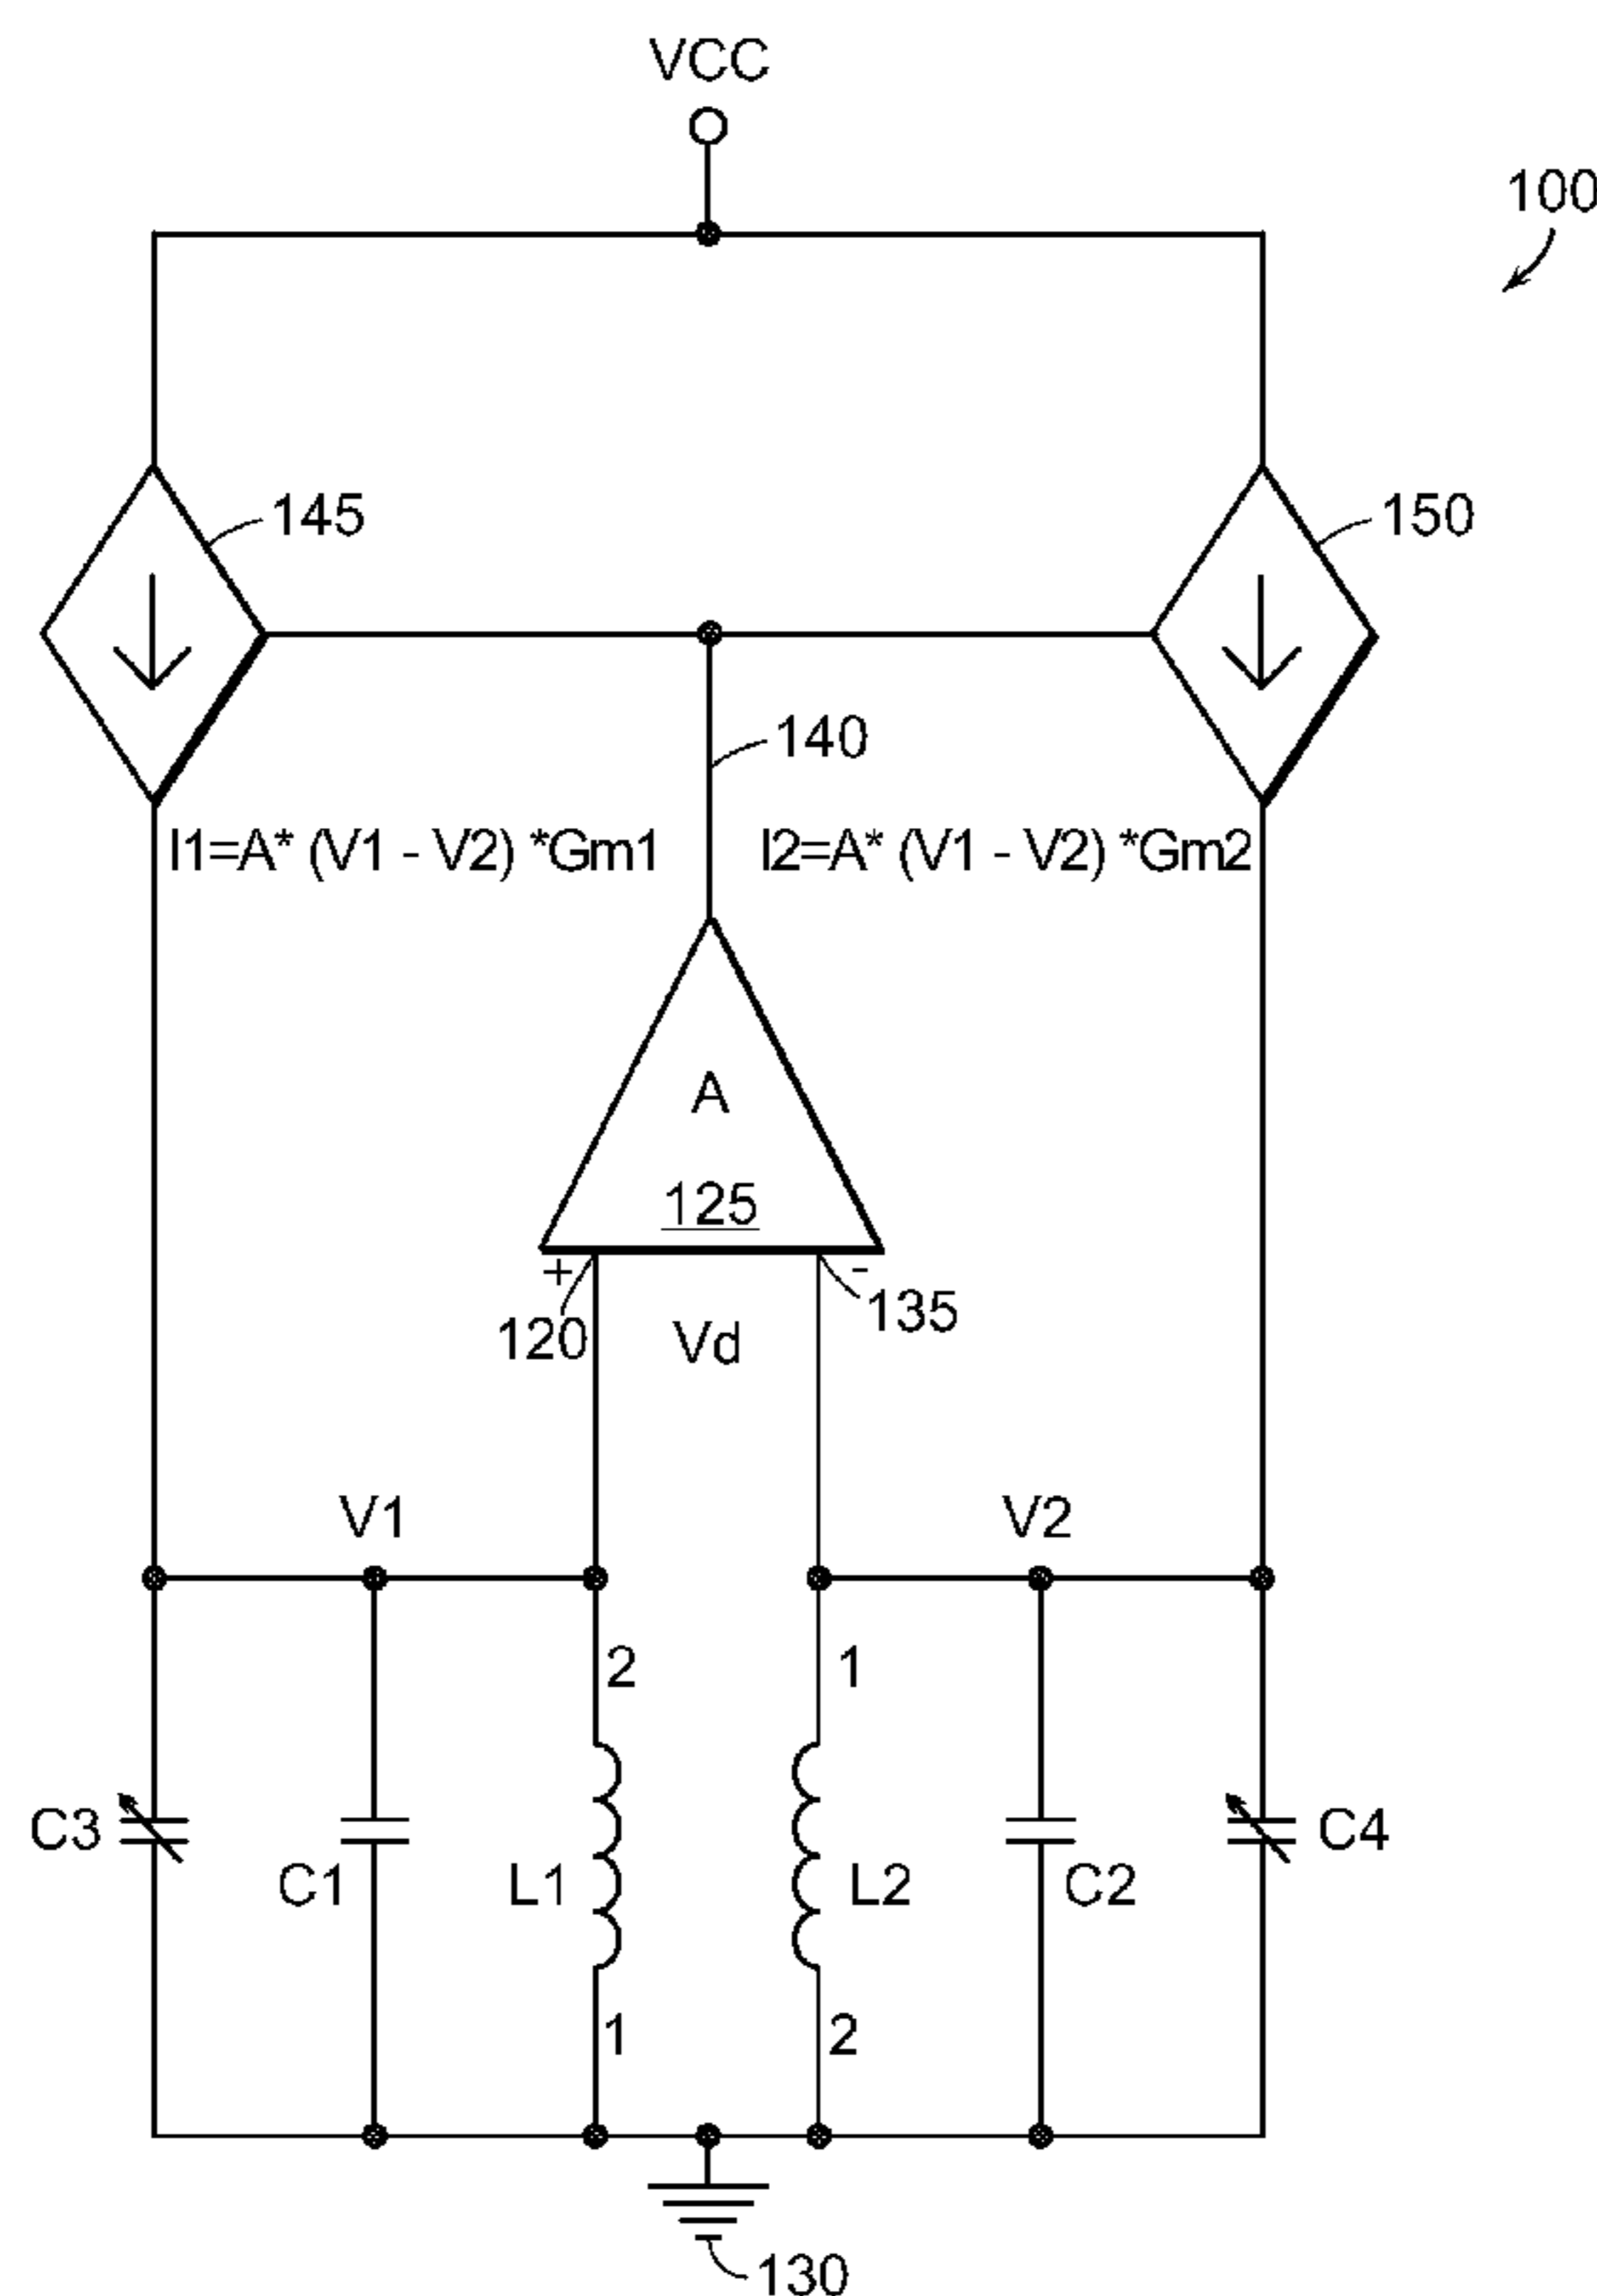 VCC
100
145
150
140
I1=A* (V1 - V2) *Gm1
I2=A* (V1 - V2) *Gm2
A
125
+
-
120
Vd
135
V1
V2
2
1
C3
C1
L1
L2
C2
C4
1
2
130